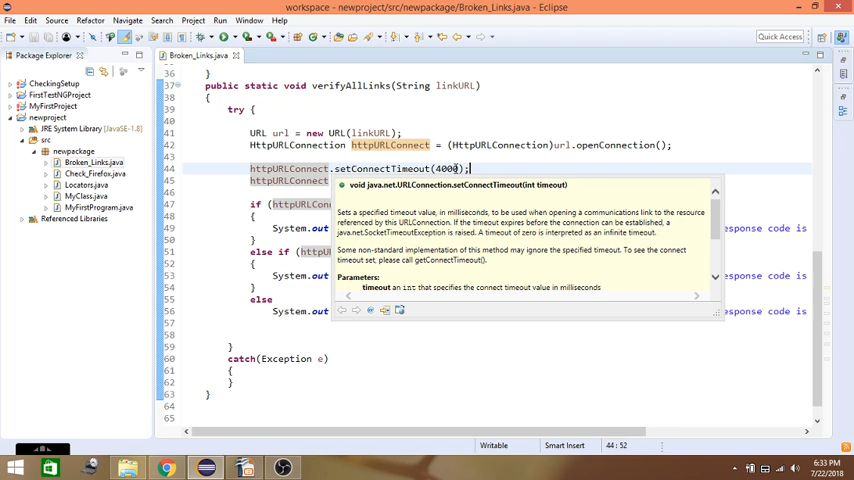 workspace - newproject/src/newpackage/Broken_Links.java - Eclipse
File Edit Source Refactor Navigate Search Project Run Window Help
Quick Access
Package Explorer
Broken_Links.java
CheckingSetup
FirstTestNGProject
MyFirstProject
newproject
JRE System Library [JavaSE-1.8]
src
newpackage
Broken_Links.java
Check_Firefox.java
Locators.java
MyClass.java
MyFirstProgram.java
Referenced Libraries
36 }
37 public static void verifyAllLinks(String linkURL)
38 {
39 try {
40
41 URL url = new URL(linkURL);
42 HttpURLConnection httpURLConnect = (HttpURLConnection)url.openConnection();
43
44 httpURLConnect.setConnectTimeout(4000);
45 httpURLConnect
46
47 if (httpURLConn
48 {
49 System.out esponse code is
50 }
51 else if (httpUR
52 {
53 System.out esponse code is
54 }
55 else
56 System.out esponse code is
57
58
59 }
60 catch(Exception e)
61 {
62 }
63 }
64
65
void java.net.URLConnection.setConnectTimeout(int timeout)
Sets a specified timeout value, in milliseconds, to be used when opening a communications link to the resource
referenced by this URLConnection. If the timeout expires before the connection can be established, a
java.net.SocketTimeoutException is raised. A timeout of zero is interpreted as an infinite timeout.
Some non-standard implementation of this method may ignore the specified timeout. To see the connect
timeout set, please call getConnectTimeout().
Parameters:
timeout an int that specifies the connect timeout value in milliseconds
Writable Smart Insert 44 : 52
6:33 PM
7/22/2018